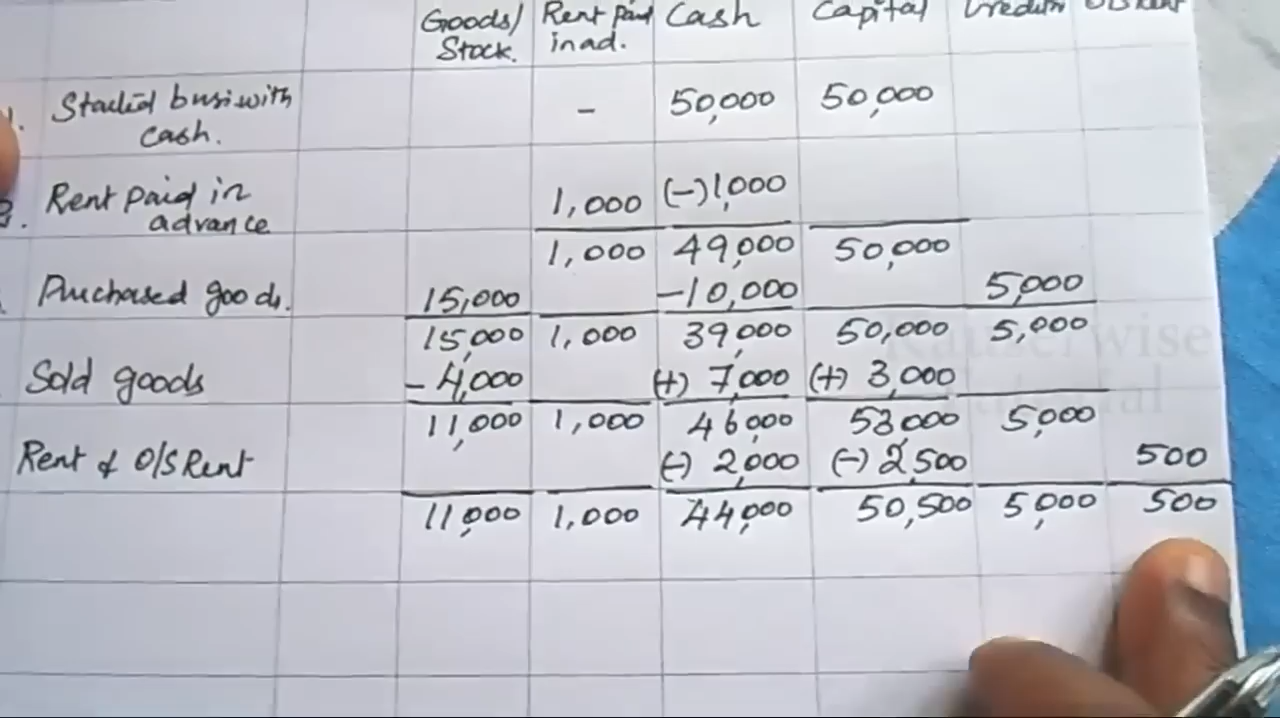 Goods/ Rent paid Cash Capital
Stock. in ad.
1. Started busi with - 50,000 50,000
cash.
Rent paid in 1,000 (-) 1,000
advance
1,000 49,000 50,000
Purchased goods. 15,000 -10,000 5,000
15,000 1,000 39,000 50,000 5,000
Sold goods - 4,000 (+) 7,000 (+) 3,000
11,000 1,000 46,000 53,000 5,000
Rent & O/S Rent (-) 2,000 (-) 2,500 500
11,000 1,000 44,000 50,500 5,000 500